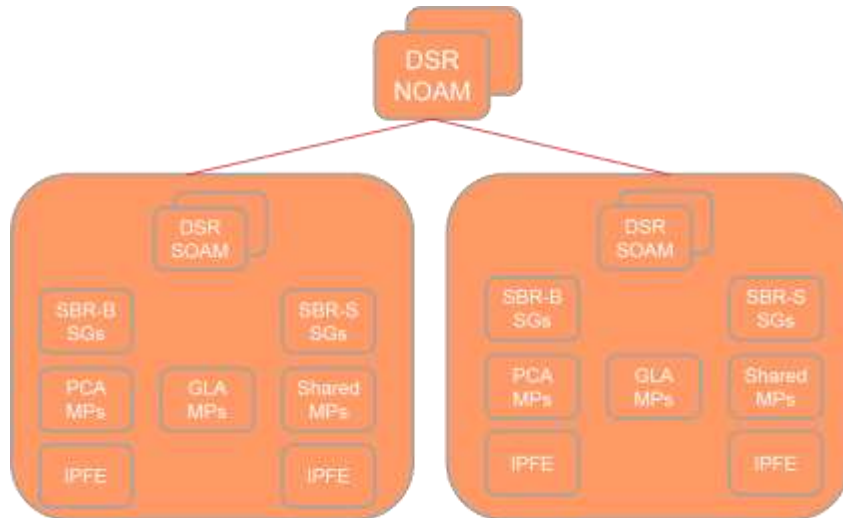 DSR
NOAM
DSR
SOAM
SBR-B
SGs
SBR-S
SGs
PCA
MPs
GLA
MPs
Shared
MPs
IPFE
IPFE
DSR
SOAM
SBR-B
SGs
SBR-S
SGs
PCA
MPs
GLA
MPs
Shared
MPs
IPFE
IPFE